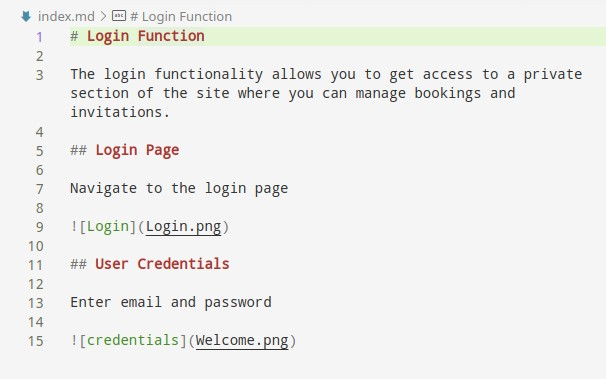 index.md > # Login Function
1 # Login Function
2
3 The login functionality allows you to get access to a private
section of the site where you can manage bookings and
invitations.
4
5 ## Login Page
6
7 Navigate to the login page
8
9 ![Login](Login.png)
10
11 ## User Credentials
12
13 Enter email and password
14
15 ![credentials](Welcome.png)